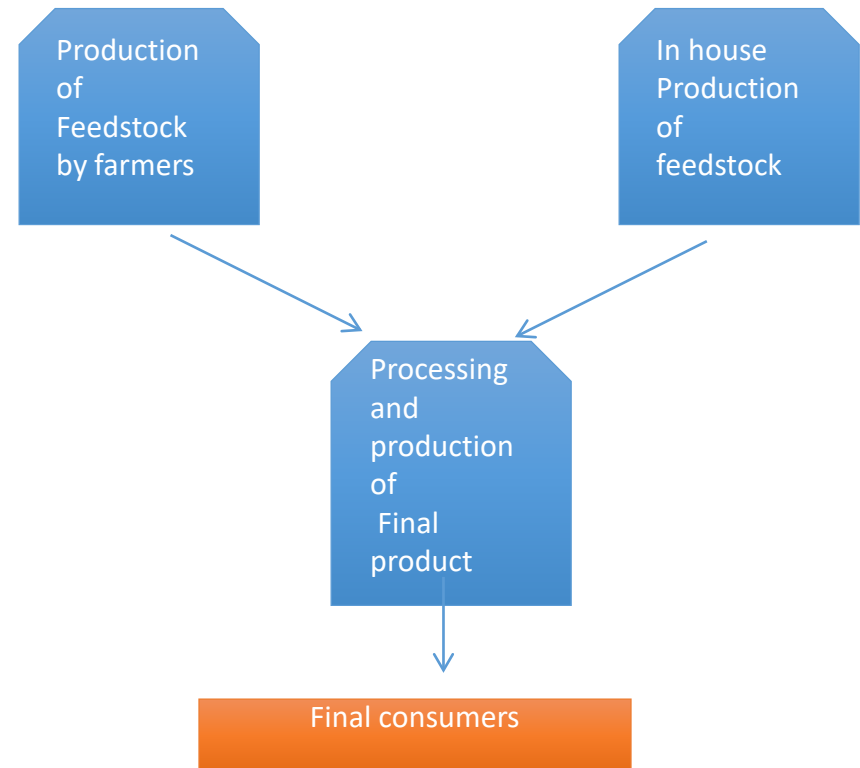 Production
of
Feedstock
by farmers
In house
Production
of
feedstock
Processing
and
production
of
Final
product
Final consumers